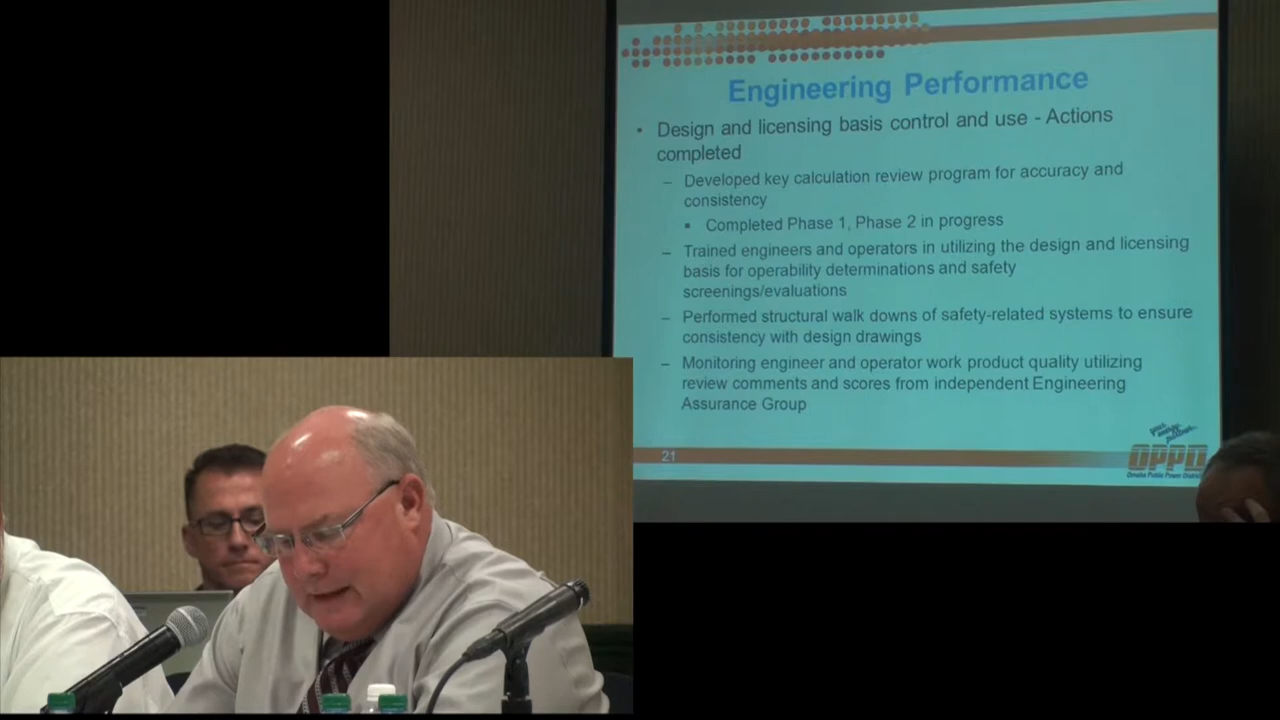 Engineering Performance
• Design and licensing basis control and use - Actions
completed
– Developed key calculation review program for accuracy and
consistency
▪ Completed Phase 1, Phase 2 in progress
– Trained engineers and operators in utilizing the design and licensing
basis for operability determinations and safety
screenings/evaluations
– Performed structural walk downs of safety-related systems to ensure
consistency with design drawings
– Monitoring engineer and operator work product quality utilizing
review comments and scores from independent Engineering
Assurance Group
21
OPPD
Omaha Public Power District